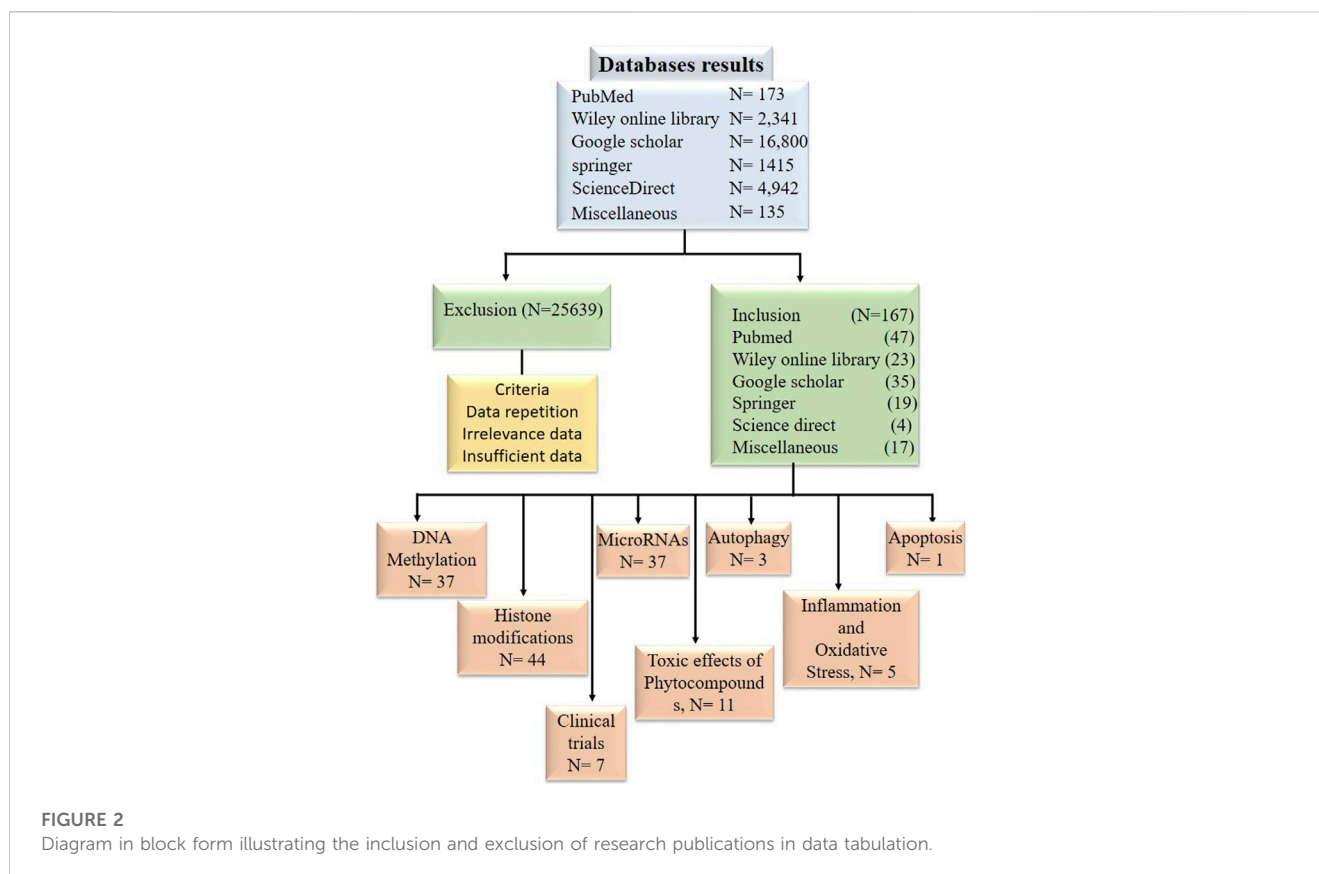 Databases results
PubMed N= 173
Wiley online library N= 2,341
Google scholar N= 16,800
springer N= 1415
ScienceDirect N= 4,942
Miscellaneous N= 135
Exclusion (N=25639)
Criteria
Data repetition
Irrelevance data
Insufficient data
Inclusion (N=167)
Pubmed (47)
Wiley online library (23)
Google scholar (35)
Springer (19)
Science direct (4)
Miscellaneous (17)
DNA
Methylation
N= 37
Histone
modifications
N= 44
Clinical
trials
N= 7
MicroRNAs
N= 37
Toxic effects of
Phytocompound
s, N= 11
Autophagy
N= 3
Inflammation
and
Oxidative
Stress, N= 5
Apoptosis
N= 1
FIGURE 2
Diagram in block form illustrating the inclusion and exclusion of research publications in data tabulation.